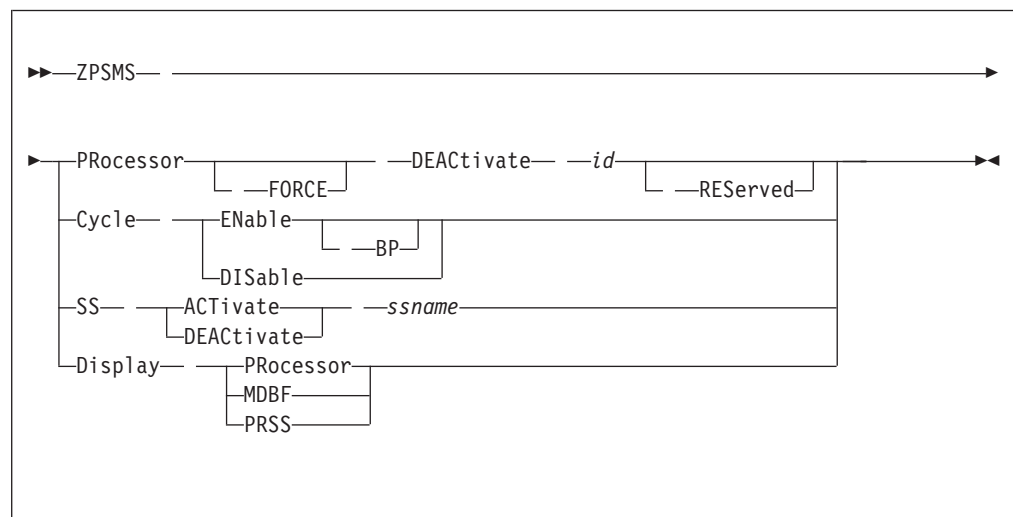 ZPSMS
PRocessor FORCE DEACtivate id REServed
Cycle ENable BP
DISable
SS ACTivate ssname
DEACtivate
Display PRocessor
MDBF
PRSS